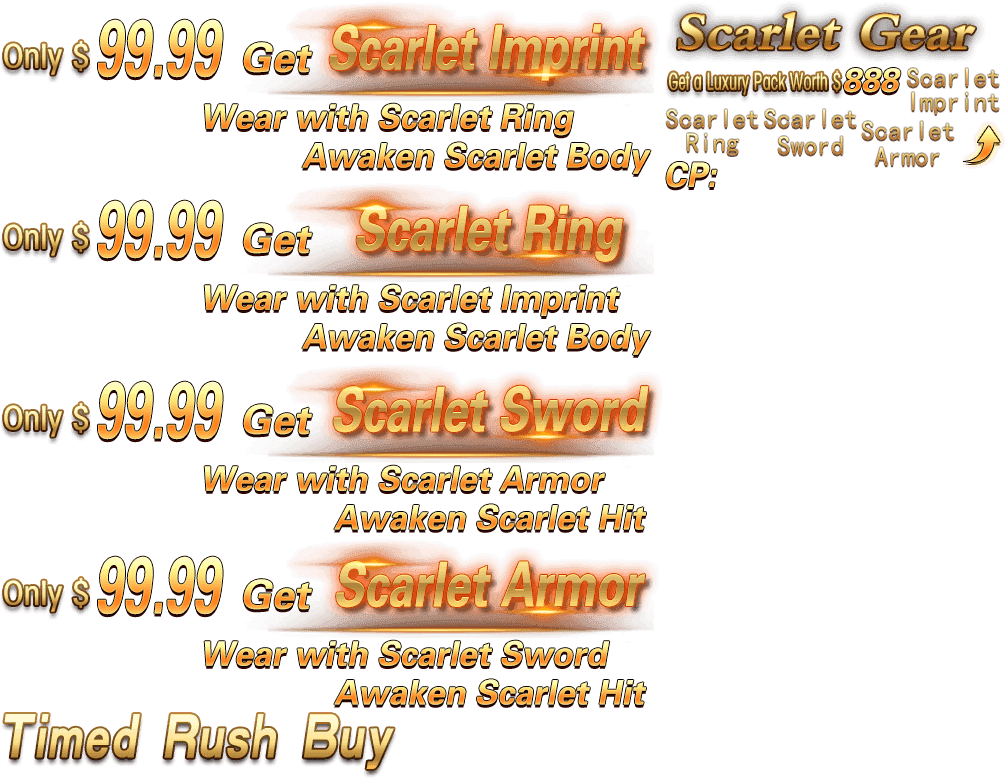 Only $ 99.99 Get Scarlet Imprint
Wear with Scarlet Ring
Awaken Scarlet Body
Only $ 99.99 Get Scarlet Ring
Wear with Scarlet Imprint
Awaken Scarlet Body
Only $ 99.99 Get Scarlet Sword
Wear with Scarlet Armor
Awaken Scarlet Hit
Only $ 99.99 Get Scarlet Armor
Wear with Scarlet Sword
Awaken Scarlet Hit
Timed Rush Buy
Scarlet Gear
Get a Luxury Pack Worth $ 888
Scarlet
Imprint
Scarlet
Ring
Scarlet
Sword
Scarlet
Armor
CP: